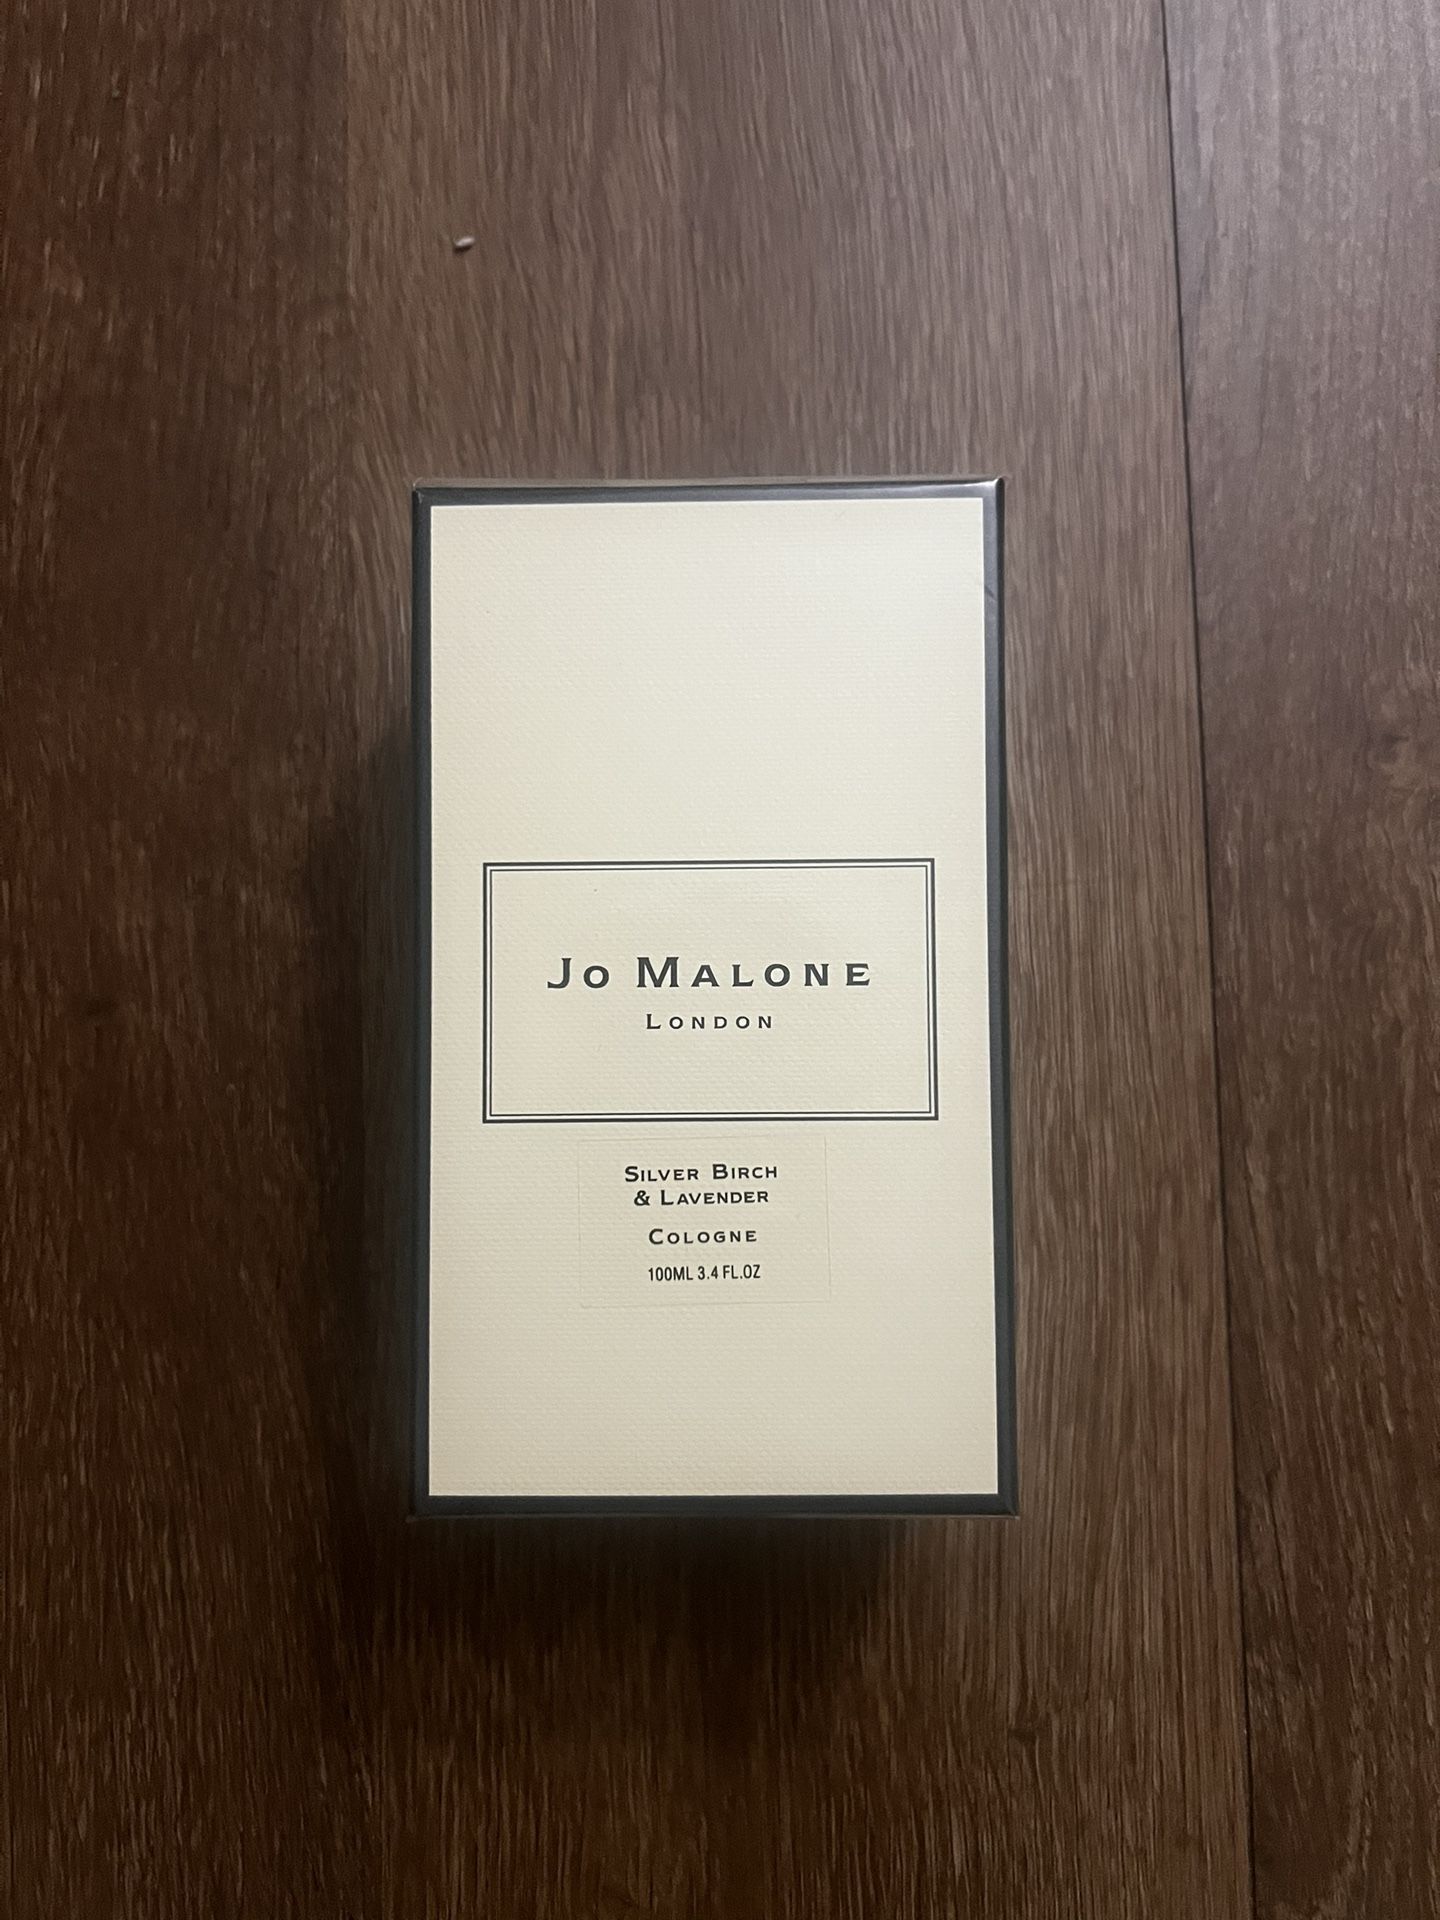 Jo Malone
London
Silver Birch
& Lavender
Cologne
100ML 3.4 FL.OZ